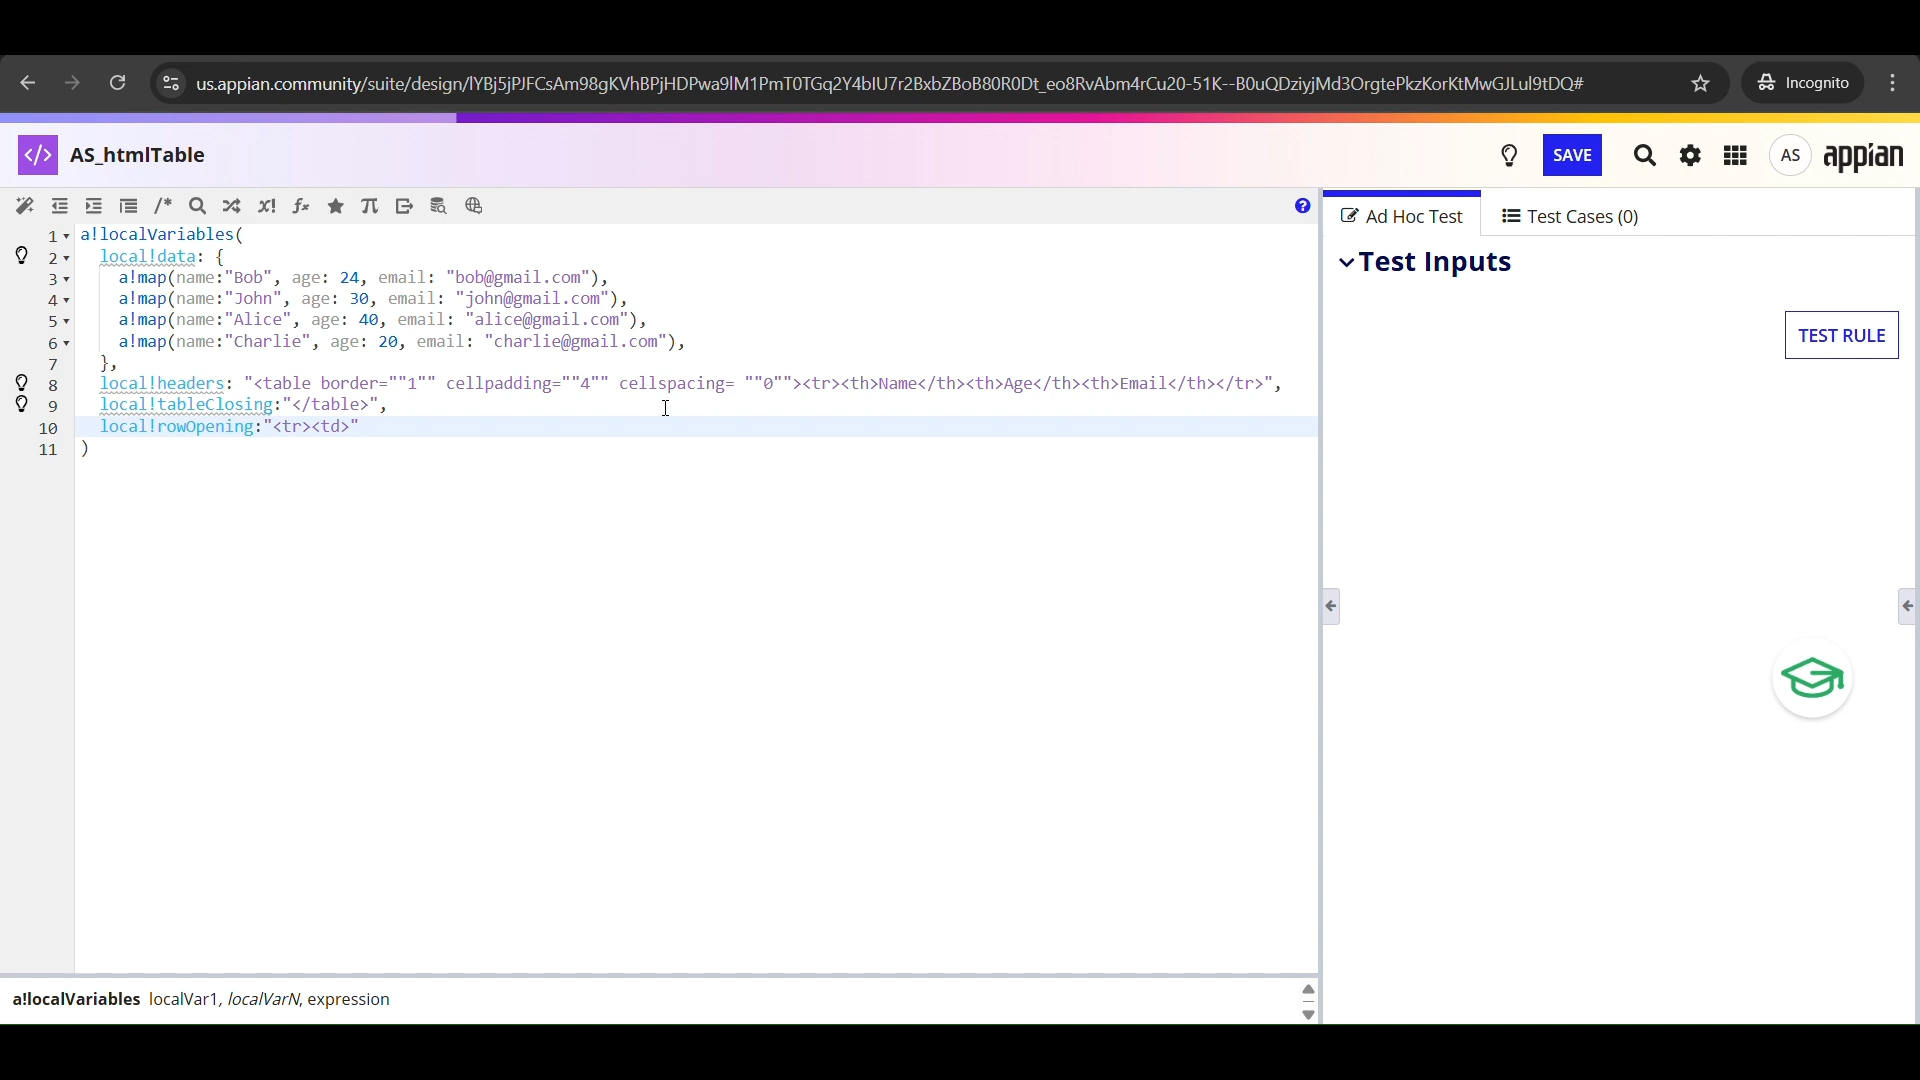 us.appian.community/suite/design/lYBj5jPJFCsAm98gKVhBPjHDPwa9lM1PmT0TGq2Y4blU7r2BxbZBoB80R0Dt_eo8RvAbm4rCu20-51K--B0uQDziyjMd3OrgtePkzKorKtMwGJLul9tDQ#
Incognito
</> AS_htmlTable
SAVE
AS
appian
1 a!localVariables(
2 local!data: {
3 a!map(name:"Bob", age: 24, email: "bob@gmail.com"),
4 a!map(name:"John", age: 30, email: "john@gmail.com"),
5 a!map(name:"Alice", age: 40, email: "alice@gmail.com"),
6 a!map(name:"Charlie", age: 20, email: "charlie@gmail.com"),
7 },
8 local!headers: "<table border=""1"" cellpadding=""4"" cellspacing= ""0""><tr><th>Name</th><th>Age</th><th>Email</th></tr>",
9 local!tableClosing:"</table>",
10 local!rowOpening:"<tr><td>"
11 )
a!localVariables localVar1, localVarN, expression
Ad Hoc Test
Test Cases (0)
Test Inputs
TEST RULE